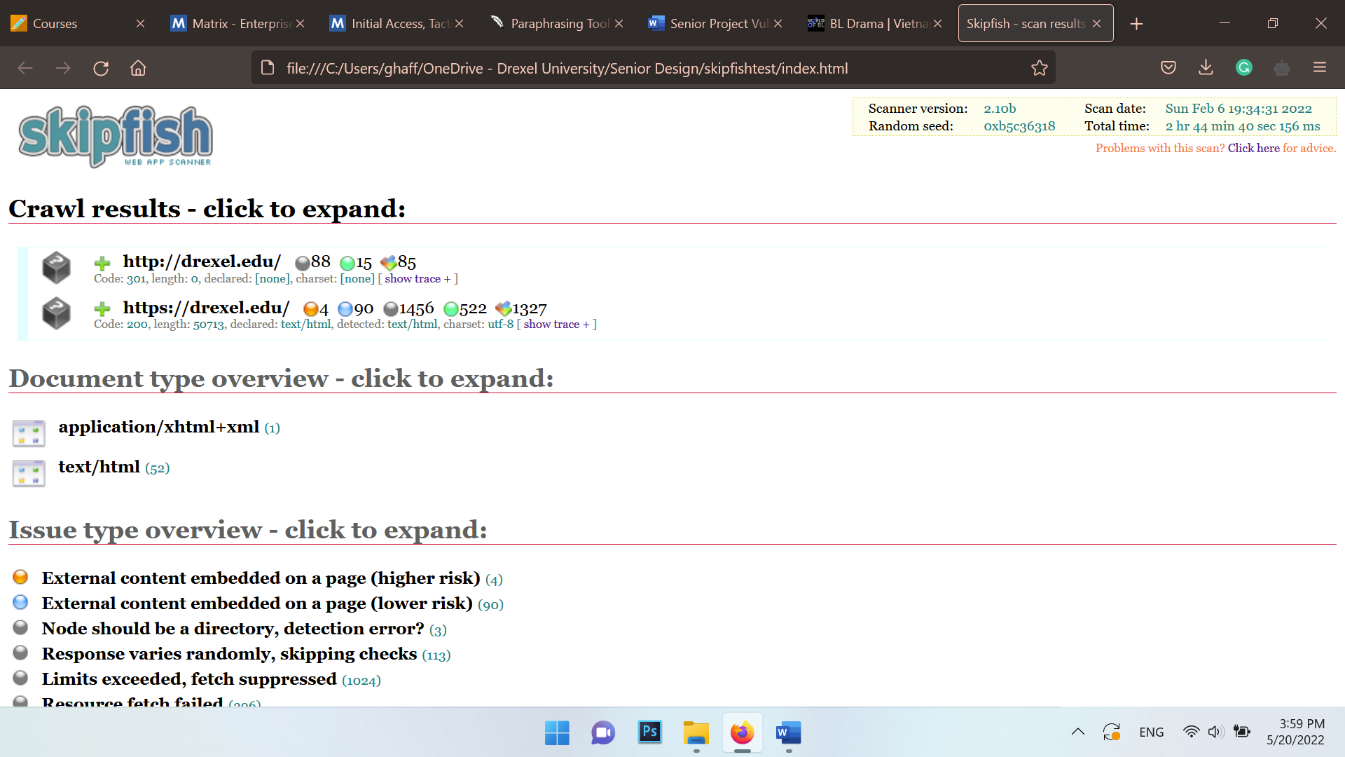 Courses
Matrix - Enterprise
Initial Access, Tact
Paraphrasing Tool
Senior Project Vul
BL Drama | Vietna
Skipfish - scan results
file:///C:/Users/ghaff/OneDrive - Drexel University/Senior Design/skipfishtest/index.html
skipfish
WEB APP SCANNER
Scanner version: 2.10b Scan date: Sun Feb 6 19:34:31 2022
Random seed: 0xb5c36318 Total time: 2 hr 44 min 40 sec 156 ms
Problems with this scan? Click here for advice.
Crawl results - click to expand:
http://drexel.edu/ 88 15 85
Code: 301, length: 0, declared: [none], charset: [none] [ show trace + ]
https://drexel.edu/ 4 90 1456 522 1327
Code: 200, length: 50713, declared: text/html, detected: text/html, charset: utf-8 [ show trace + ]
Document type overview - click to expand:
application/xhtml+xml (1)
text/html (52)
Issue type overview - click to expand:
External content embedded on a page (higher risk) (4)
External content embedded on a page (lower risk) (90)
Node should be a directory, detection error? (3)
Response varies randomly, skipping checks (113)
Limits exceeded, fetch suppressed (1024)
Resource fetch failed
ENG
3:59 PM
5/20/2022